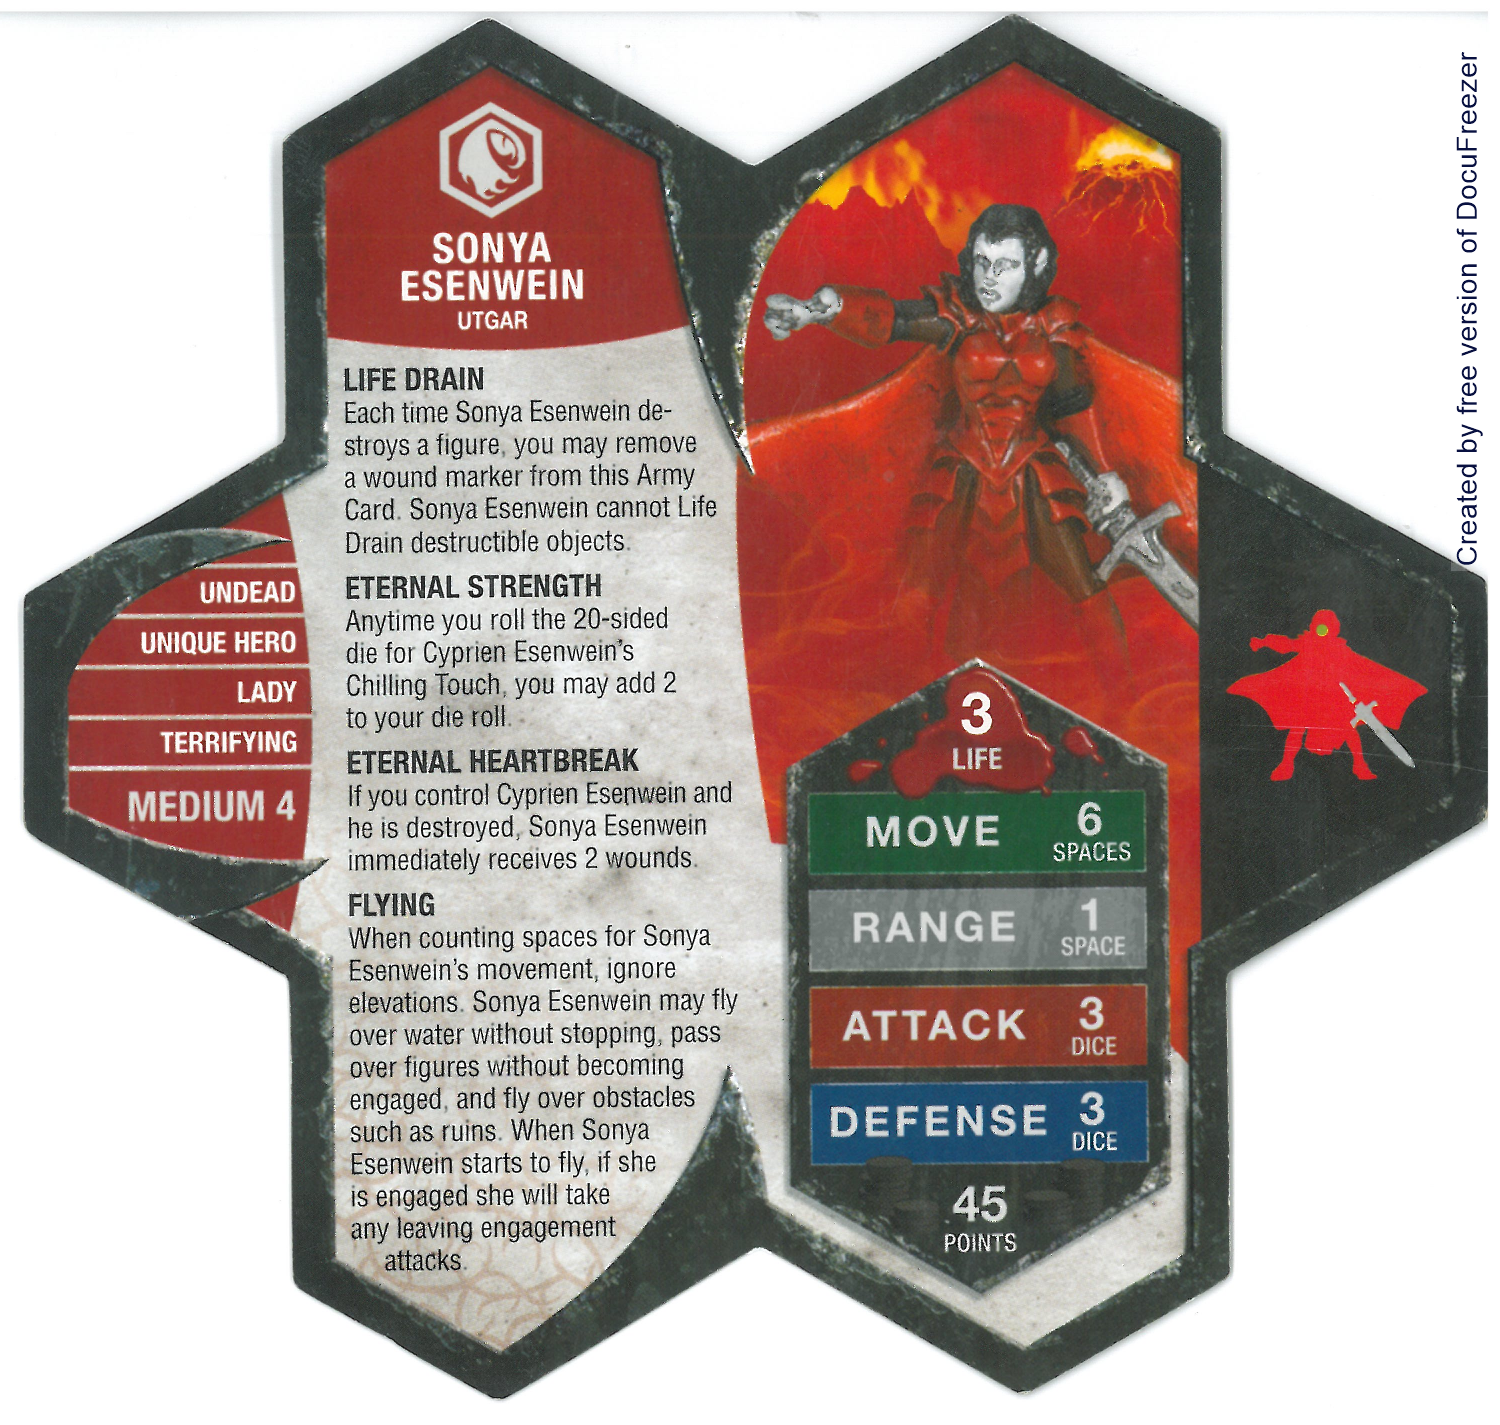 SONYA
ESENWEIN
UTGAR
LIFE DRAIN
Each time Sonya Esenwein de-
stroys a figure, you may remove
a wound marker from this Army
Card. Sonya Esenwein cannot Life
Drain destructible objects.
ETERNAL STRENGTH
Anytime you roll the 20-sided
die for Cyprien Esenwein's
Chilling Touch, you may add 2
to your die roll.
ETERNAL HEARTBREAK
If you control Cyprien Esenwein and
he is destroyed, Sonya Esenwein
immediately receives 2 wounds.
FLYING
When counting spaces for Sonya
Esenwein's movement, ignore
elevations. Sonya Esenwein may fly
over water without stopping, pass
over figures without becoming
engaged, and fly over obstacles
such as ruins. When Sonya
Esenwein starts to fly, if she
is engaged she will take
any leaving engagement
attacks.
UNDEAD
UNIQUE HERO
LADY
TERRIFYING
MEDIUM 4
3
LIFE
MOVE 6
SPACES
RANGE 1
SPACE
ATTACK 3
DICE
DEFENSE 3
DICE
45
POINTS
Created by free version of DocuFreezer